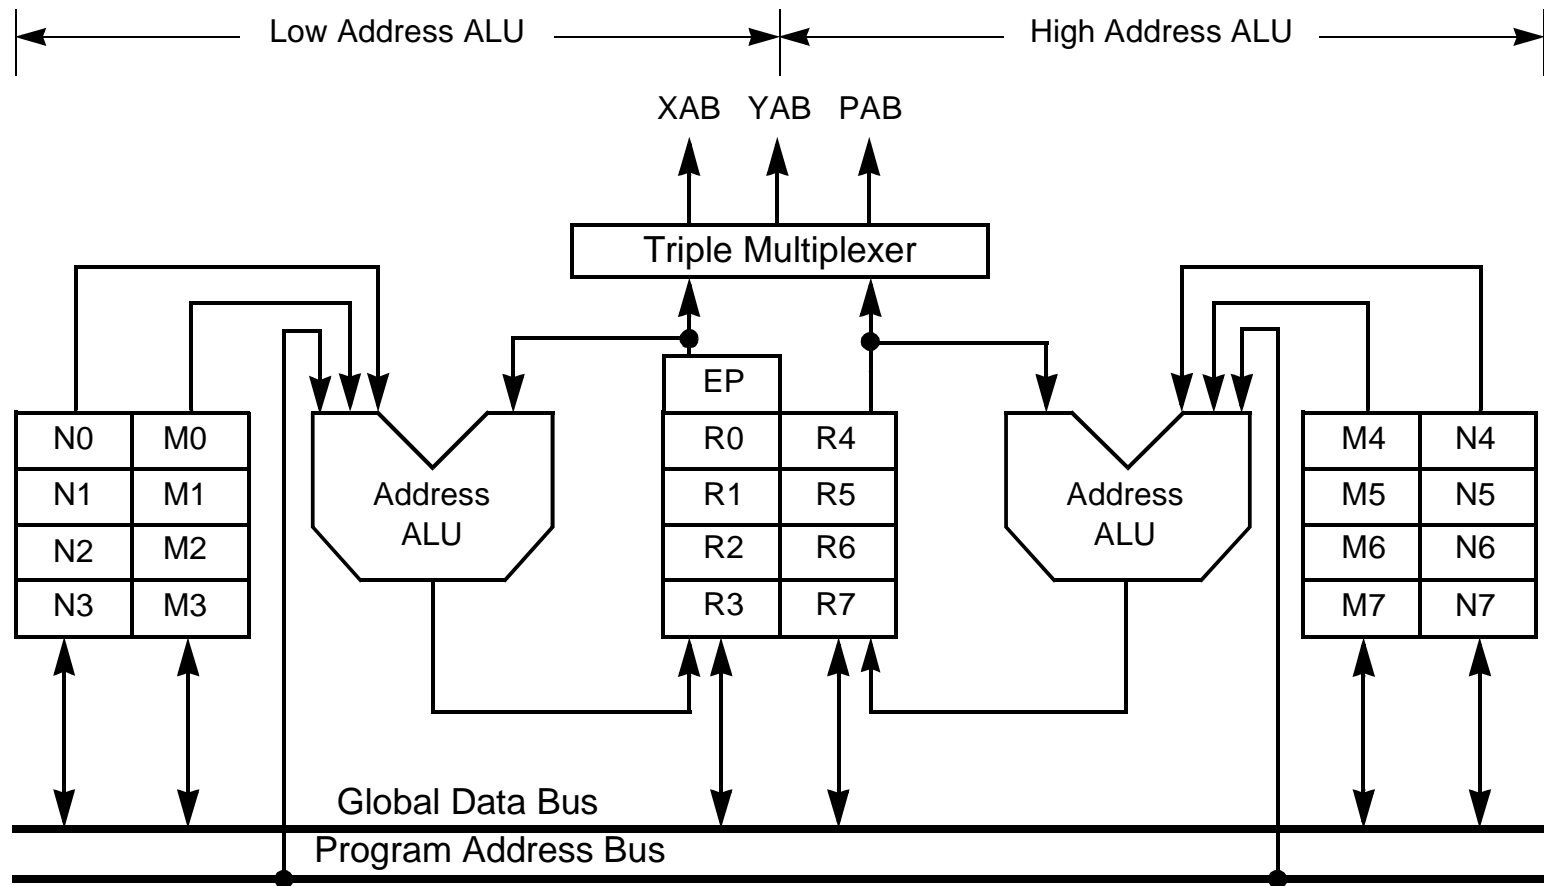 Low Address ALU High Address ALU
XAB YAB PAB
Triple Multiplexer
EP
N0 M0 R0 R4 M4 N4
N1 M1 Address R1 R5 Address M5 N5
N2 M2 ALU R2 R6 ALU M6 N6
N3 M3 R3 R7 M7 N7
Global Data Bus
Program Address Bus